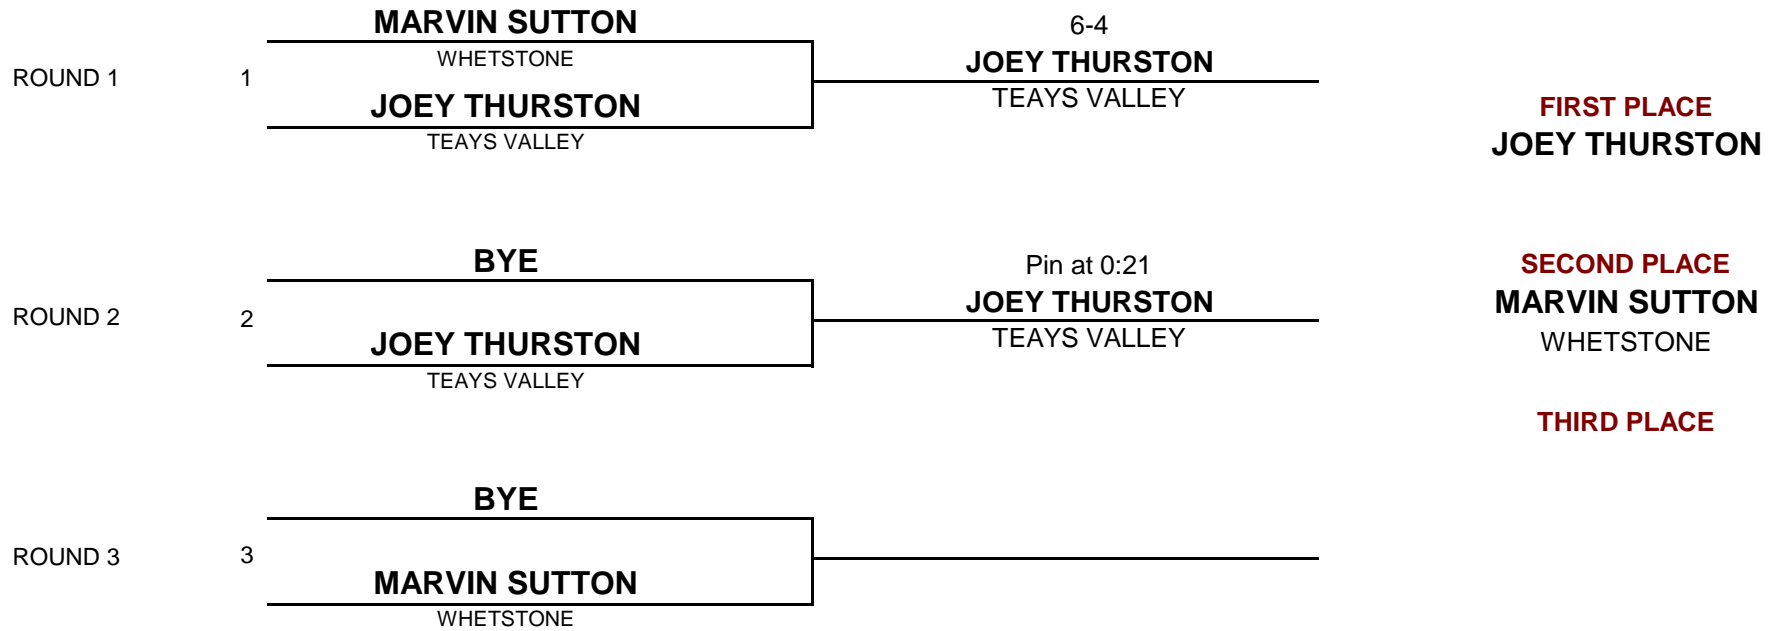 MARVIN SUTTON
WHETSTONE
ROUND 1
1
JOEY THURSTON
TEAYS VALLEY
6-4
JOEY THURSTON
TEAYS VALLEY
FIRST PLACE
JOEY THURSTON
BYE
ROUND 2
2
JOEY THURSTON
TEAYS VALLEY
Pin at 0:21
JOEY THURSTON
TEAYS VALLEY
SECOND PLACE
MARVIN SUTTON
WHETSTONE
THIRD PLACE
BYE
ROUND 3
3
MARVIN SUTTON
WHETSTONE